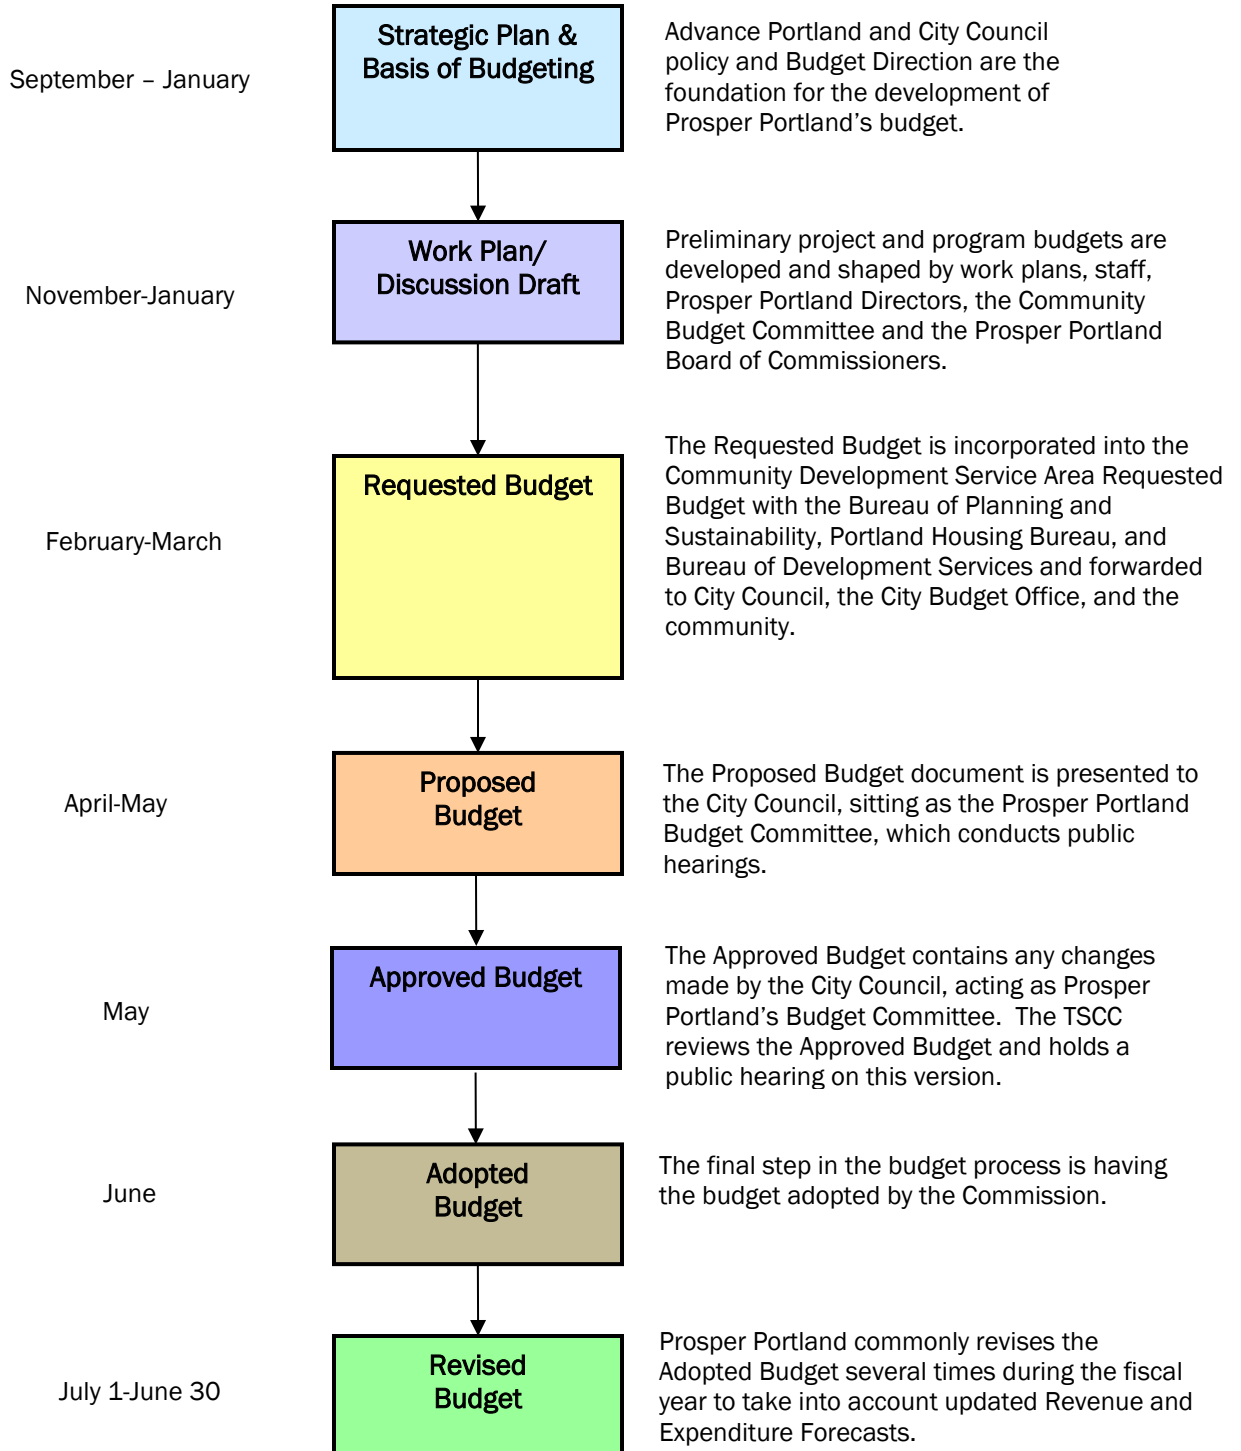 September – January
Strategic Plan &
Basis of Budgeting
Advance Portland and City Council
policy and Budget Direction are the
foundation for the development of
Prosper Portland’s budget.
November-January
Work Plan/
Discussion Draft
Preliminary project and program budgets are
developed and shaped by work plans, staff,
Prosper Portland Directors, the Community
Budget Committee and the Prosper Portland
Board of Commissioners.
February-March
Requested Budget
The Requested Budget is incorporated into the
Community Development Service Area Requested
Budget with the Bureau of Planning and
Sustainability, Portland Housing Bureau, and
Bureau of Development Services and forwarded
to City Council, the City Budget Office, and the
community.
April-May
Proposed
Budget
The Proposed Budget document is presented to
the City Council, sitting as the Prosper Portland
Budget Committee, which conducts public
hearings.
May
Approved Budget
The Approved Budget contains any changes
made by the City Council, acting as Prosper
Portland’s Budget Committee.  The TSCC
reviews the Approved Budget and holds a
public hearing on this version.
June
Adopted
Budget
The final step in the budget process is having
the budget adopted by the Commission.
July 1-June 30
Revised
Budget
Prosper Portland commonly revises the
Adopted Budget several times during the fiscal
year to take into account updated Revenue and
Expenditure Forecasts.